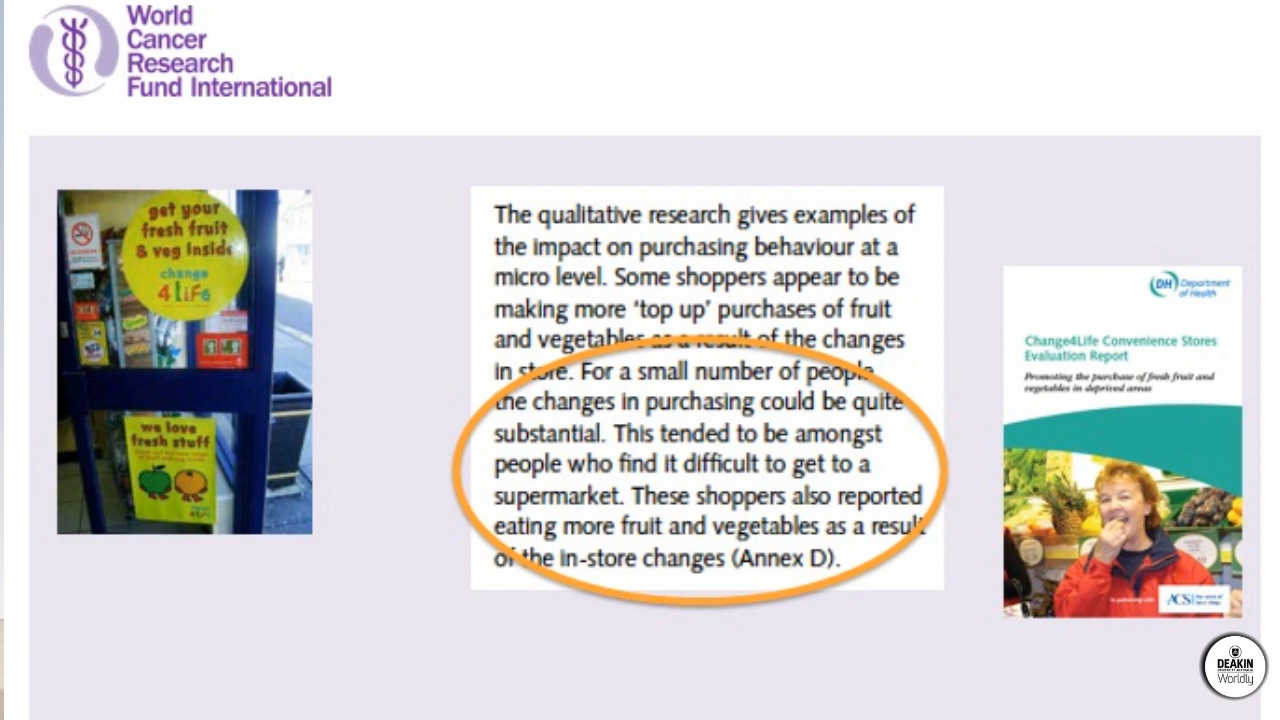 World
Cancer
Research
Fund International
get your
fresh fruit
& veg inside
change
4 Life
we love
fresh stuff
The qualitative research gives examples of
the impact on purchasing behaviour at a
micro level. Some shoppers appear to be
making more ‘top up’ purchases of fruit
and vegetables as a result of the changes
in store. For a small number of people
the changes in purchasing could be quite
substantial. This tended to be amongst
people who find it difficult to get to a
supermarket. These shoppers also reported
eating more fruit and vegetables as a result
of the in-store changes (Annex D).
DH Department
of Health
Change4Life Convenience Stores
Evaluation Report
Promoting the purchase of fresh fruit and
vegetables in deprived areas
ACS
DEAKIN
Worldly